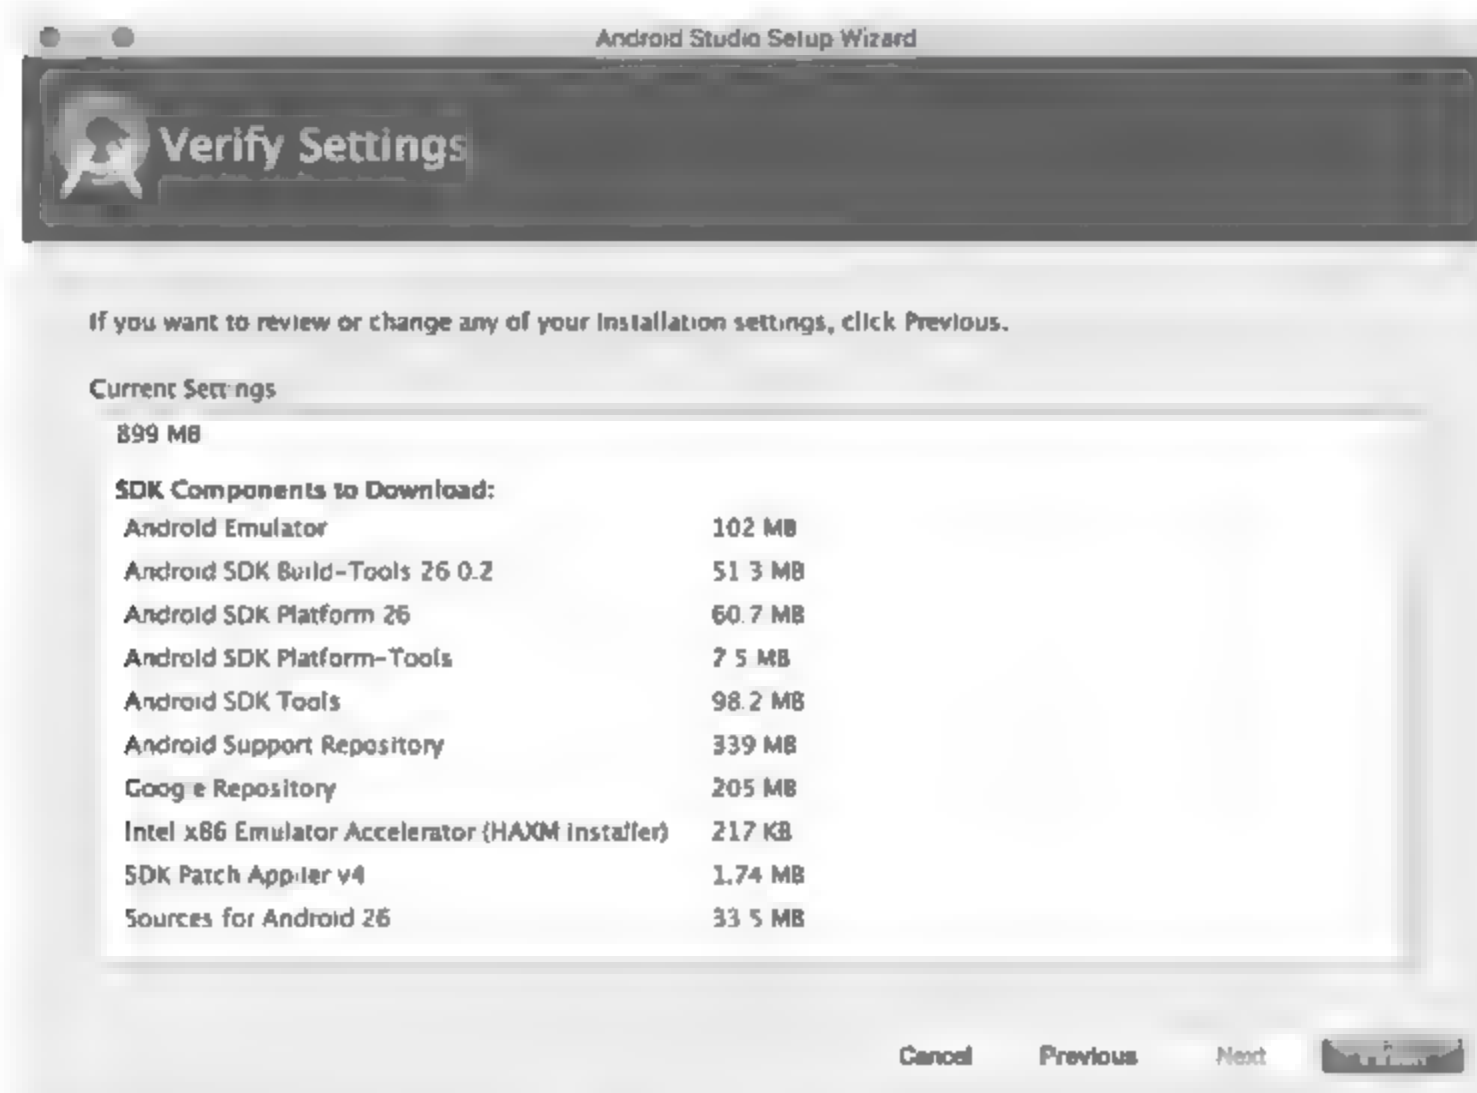 Android Studio Setup Wizard
Verify Settings
If you want to review or change any of your installation settings, click Previous.
Current Settings
899 MB
SDK Components to Download:
Android Emulator 102 MB
Android SDK Build-Tools 26.0.2 51.3 MB
Android SDK Platform 26 60.7 MB
Android SDK Platform-Tools 7.5 MB
Android SDK Tools 98.2 MB
Android Support Repository 339 MB
Google Repository 205 MB
Intel x86 Emulator Accelerator (HAXM installer) 217 KB
SDK Patch Applier v4 1.74 MB
Sources for Android 26 33.5 MB
Cancel Previous Next